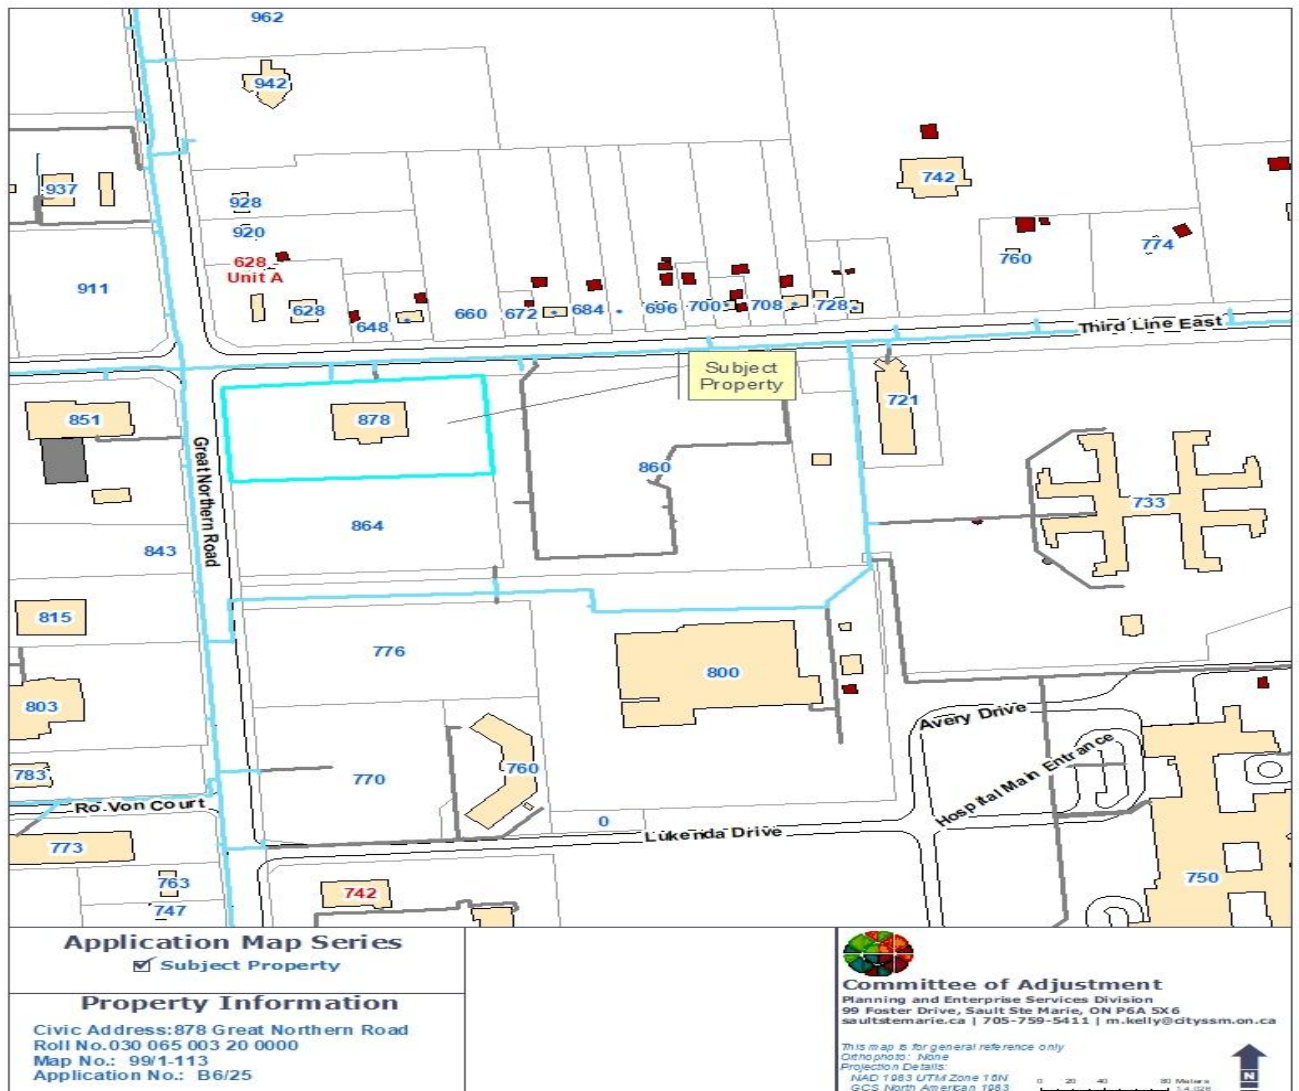 962
942
937
928
920
628
Unit A
911
628
648
660
672
684
696
700
708
728
742
760
774
Third Line East
Subject
Property
851
878
721
Great Northern Road
860
733
864
843
815
776
800
803
Avery Drive
Hospital Main Entrance
783
770
760
Ro-Von Court
0
Lukenda Drive
773
763
747
742
750
Application Map Series
Subject Property
Property Information
Civic Address:878 Great Northern Road
Roll No.030 065 003 20 0000
Map No.: 99/1-113
Application No.: B6/25
Committee of Adjustment
Planning and Enterprise Services Division
99 Foster Drive, Sault Ste Marie, ON P6A 5X6
saultstemarie.ca | 705-759-5411 | m.kelly@cityssm.on.ca
This map is for general reference only
Orthophoto: None
Projection Details:
NAD 1983 UTM Zone 16N
GCS North American 1983
0 20 40 80 Meters
N